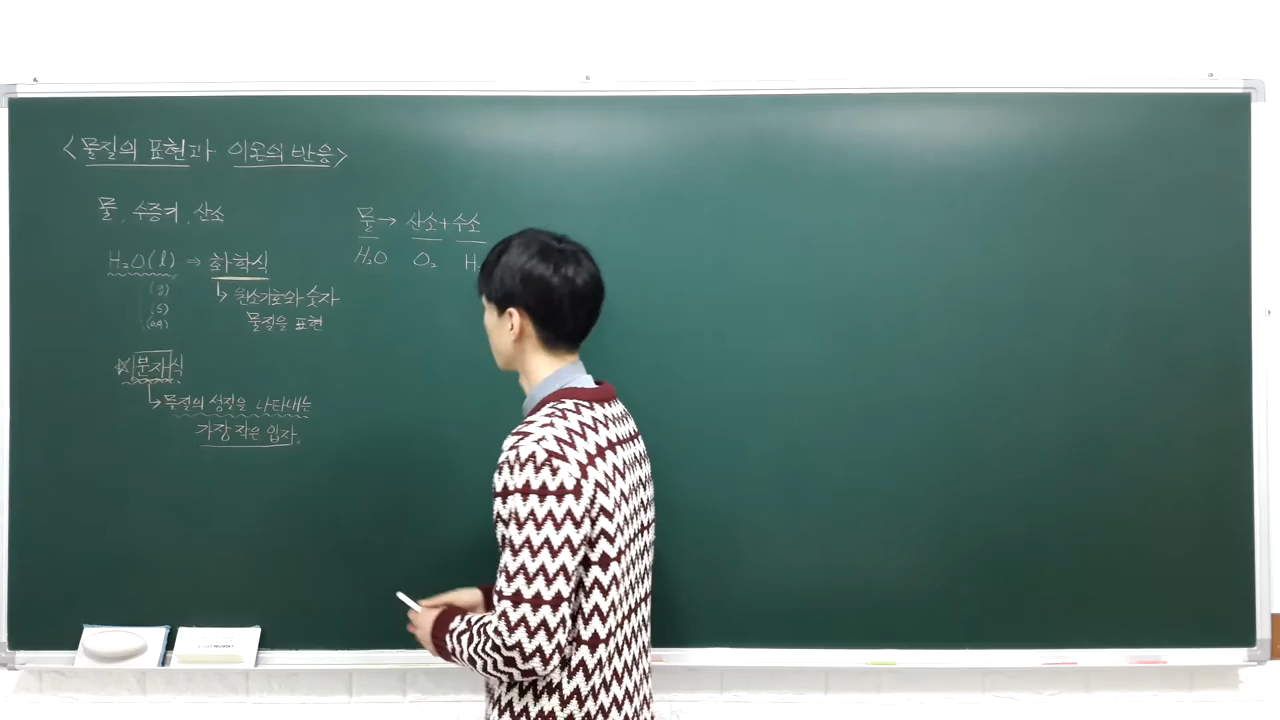 <물질의 표현과 이온의 반응>
물, 수증기, 산소
H₂O(l) ⇒ 화학식
(g)
(s)
(aq)
↳ 원소기호와 숫자
물질을 표현
☆분자식
↳ 물질의 성질을 나타내는
가장 작은 입자.
물 → 산소 + 수소
H₂O O₂ H₂